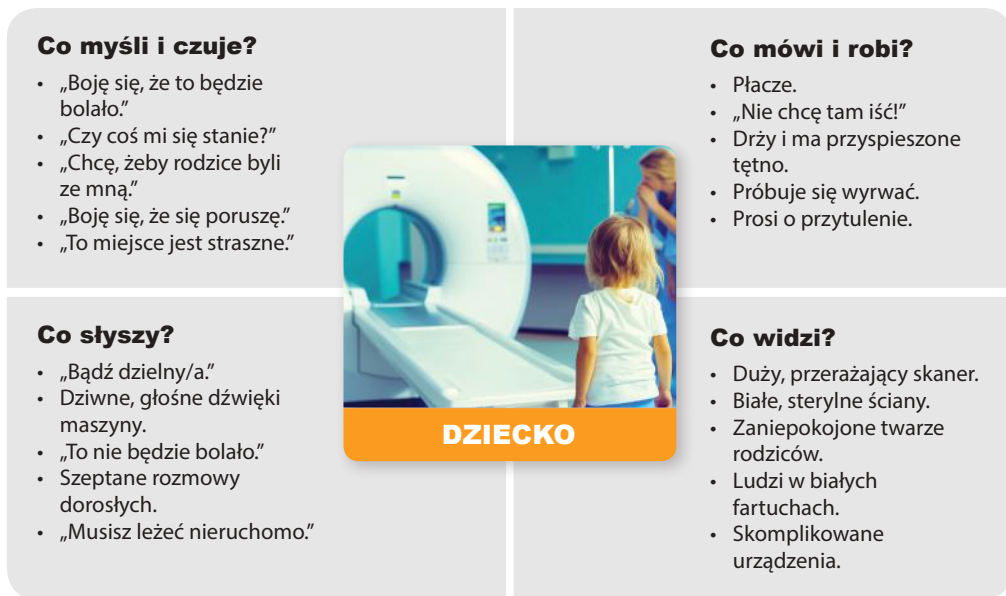 Co myśli i czuje?
• „Boję się, że to będzie
bolało.”
• „Czy coś mi się stanie?”
• „Chcę, żeby rodzice byli
ze mną.”
• „Boję się, że się poruszę.”
• „To miejsce jest straszne.”
Co mówi i robi?
• Płacze.
• „Nie chcę tam iść!”
• Drży i ma przyspieszone
tętno.
• Próbuje się wyrwać.
• Prosi o przytulenie.
DZIECKO
Co słyszy?
• „Bądź dzielny/a.”
• Dziwne, głośne dźwięki
maszyny.
• „To nie będzie bolało.”
• Szeptane rozmowy
dorosłych.
• „Musisz leżeć nieruchomo.”
Co widzi?
• Duży, przerażający skaner.
• Białe, sterylne ściany.
• Zaniepokojone twarze
rodziców.
• Ludzi w białych
fartuchach.
• Skomplikowane
urządzenia.